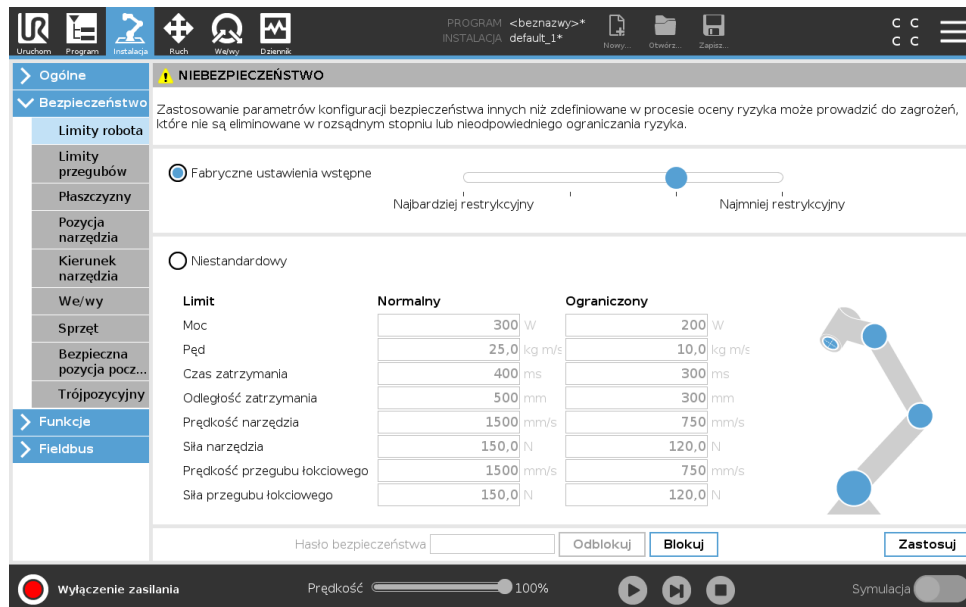 UR
PROGRAM <beznazwy>*
INSTALACJA default_1*
C C
C C
Uruchom Program Instalacja Ruch We/wy Dziennik Nowy... Otwórz... Zapisz...
Ogólne
Bezpieczeństwo
Limity robota
Limity
przegubów
Płaszczyzny
Pozycja
narzędzia
Kierunek
narzędzia
We/wy
Sprzęt
Bezpieczna
pozycja pocz...
Trójpozycyjny
Funkcje
Fieldbus
NIEBEZPIECZEŃSTWO
Zastosowanie parametrów konfiguracji bezpieczeństwa innych niż zdefiniowane w procesie oceny ryzyka może prowadzić do zagrożeń,
które nie są eliminowane w rozsądnym stopniu lub nieodpowiedniego ograniczania ryzyka.
Fabryczne ustawienia wstępne
Najbardziej restrykcyjny Najmniej restrykcyjny
Niestandardowy
Limit Normalny Ograniczony
Moc 300 W 200 W
Pęd 25,0 kg m/s 10,0 kg m/s
Czas zatrzymania 400 ms 300 ms
Odległość zatrzymania 500 mm 300 mm
Prędkość narzędzia 1500 mm/s 750 mm/s
Siła narzędzia 150,0 N 120,0 N
Prędkość przegubu łokciowego 1500 mm/s 750 mm/s
Siła przegubu łokciowego 150,0 N 120,0 N
Hasło bezpieczeństwa Odblokuj Blokuj Zastosuj
Wyłączenie zasilania Prędkość 100% Symulacja